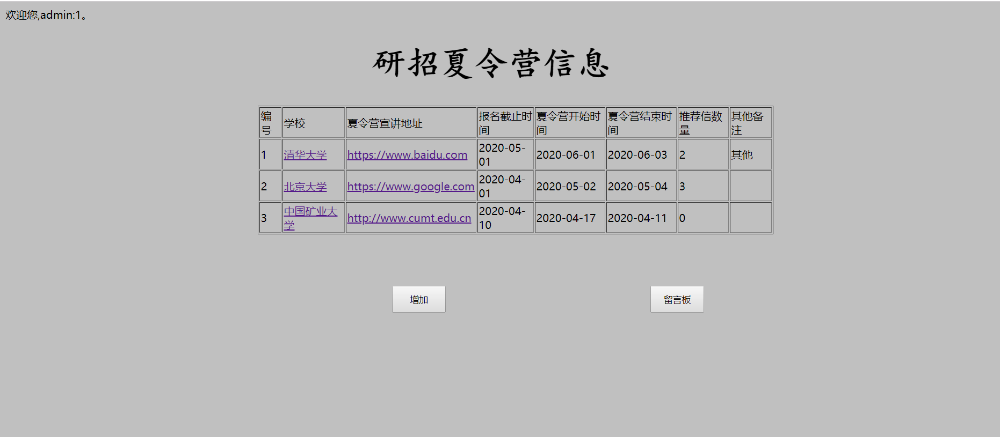 欢迎您,admin:1。
研招夏令营信息
编号 学校 夏令营宣讲地址 报名截止时间 夏令营开始时间 夏令营结束时间 推荐信数量 其他备注
1 清华大学 https://www.baidu.com 2020-05-01 2020-06-01 2020-06-03 2 其他
2 北京大学 https://www.google.com 2020-04-01 2020-05-02 2020-05-04 3
3 中国矿业大学 http://www.cumt.edu.cn 2020-04-10 2020-04-17 2020-04-11 0
增加 留言板